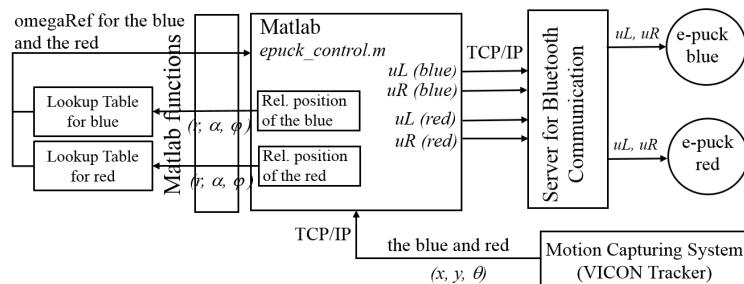 omegaRef for the blue
and the red
Matlab
epuck_control.m
TCP/IP
uL (blue)
uR (blue)
uL (red)
uR (red)
uL, uR
e-puck
blue
Lookup Table
for blue
Rel. position
of the blue
(r, α, φ)
Lookup Table
for red
Rel. position
of the red
(r, α, φ)
Matlab functions
Server for Bluetooth
Communication
uL, uR
e-puck
red
TCP/IP
the blue and red
(x, y, θ)
Motion Capturing System
(VICON Tracker)